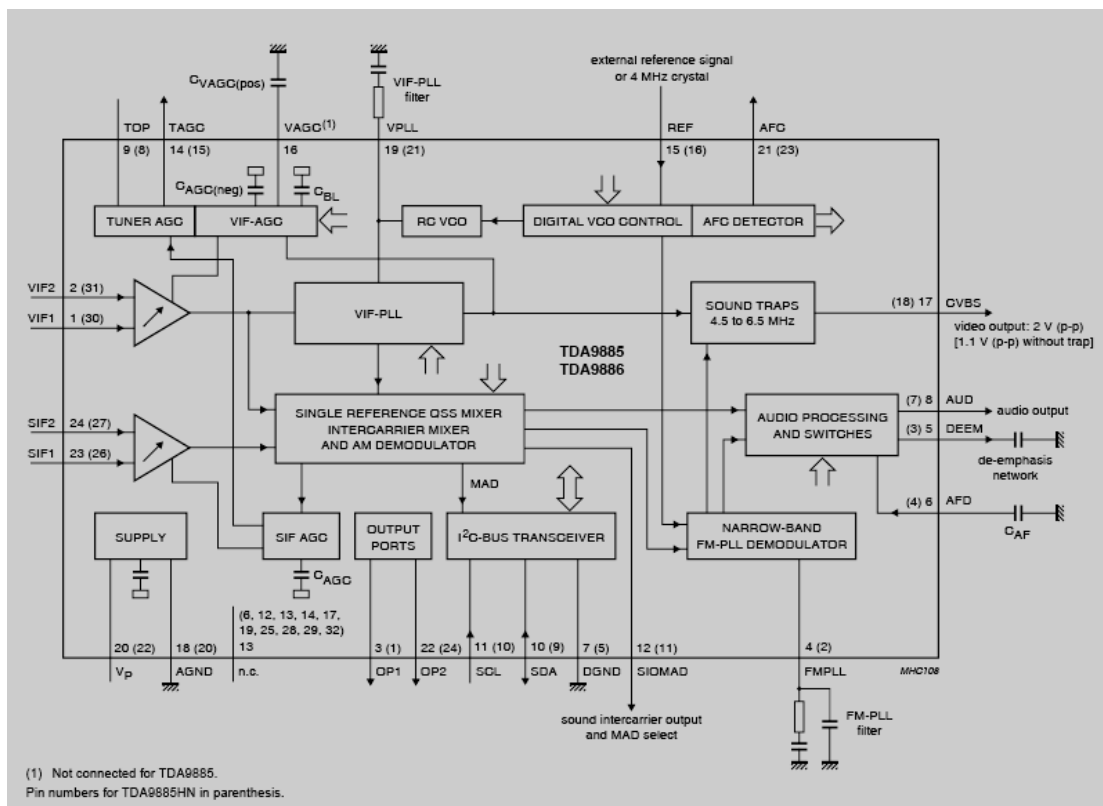 external reference signal
or 4 MHz crystal
CVAGC(pos)
VIF-PLL
filter
TOP
TAGC
VAGC(1)
VPLL
REF
AFC
9 (8)
14 (15)
16
19 (21)
15 (16)
21 (23)
CAGC(neg)
CBL
TUNER AGC
VIF-AGC
RC VCO
DIGITAL VCO CONTROL
AFC DETECTOR
VIF2
2 (31)
VIF1
1 (30)
VIF-PLL
SOUND TRAPS
4.5 to 6.5 MHz
(18) 17
CVBS
video output: 2 V (p-p)
[1.1 V (p-p) without trap]
TDA9885
TDA9886
SIF2
24 (27)
SIF1
23 (26)
SINGLE REFERENCE QSS MIXER
INTERCARRIER MIXER
AND AM DEMODULATOR
AUDIO PROCESSING
AND SWITCHES
(7) 8
AUD
audio output
(3) 5
DEEM
de-emphasis
network
(4) 6
AFD
CAF
MAD
SUPPLY
SIF AGC
OUTPUT
PORTS
I2C-BUS TRANSCEIVER
NARROW-BAND
FM-PLL DEMODULATOR
CAGC
(6, 12, 13, 14, 17,
19, 25, 28, 29, 32)
13
20 (22)
18 (20)
3 (1)
22 (24)
11 (10)
10 (9)
7 (5)
12 (11)
4 (2)
VP
AGND
n.c.
OP1
OP2
SCL
SDA
DGND
SIOMAD
FMPLL
MHC108
sound intercarrier output
and MAD select
FM-PLL
filter
(1) Not connected for TDA9885.
Pin numbers for TDA9885HN in parenthesis.